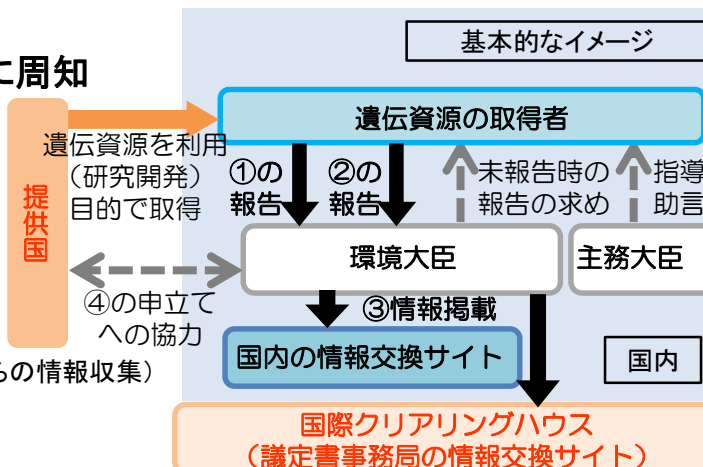 基本的なイメージ
に周知
遺伝資源の取得者
遺伝資源を利用
（研究開発）
目的で取得
①の
報告
②の
報告
未報告時の
報告の求め
指導
助言
提供国
環境大臣
主務大臣
④の申立て
への協力
③情報掲載
国内の情報交換サイト
国内
らの情報収集）
国際クリアリングハウス
（議定書事務局の情報交換サイト）